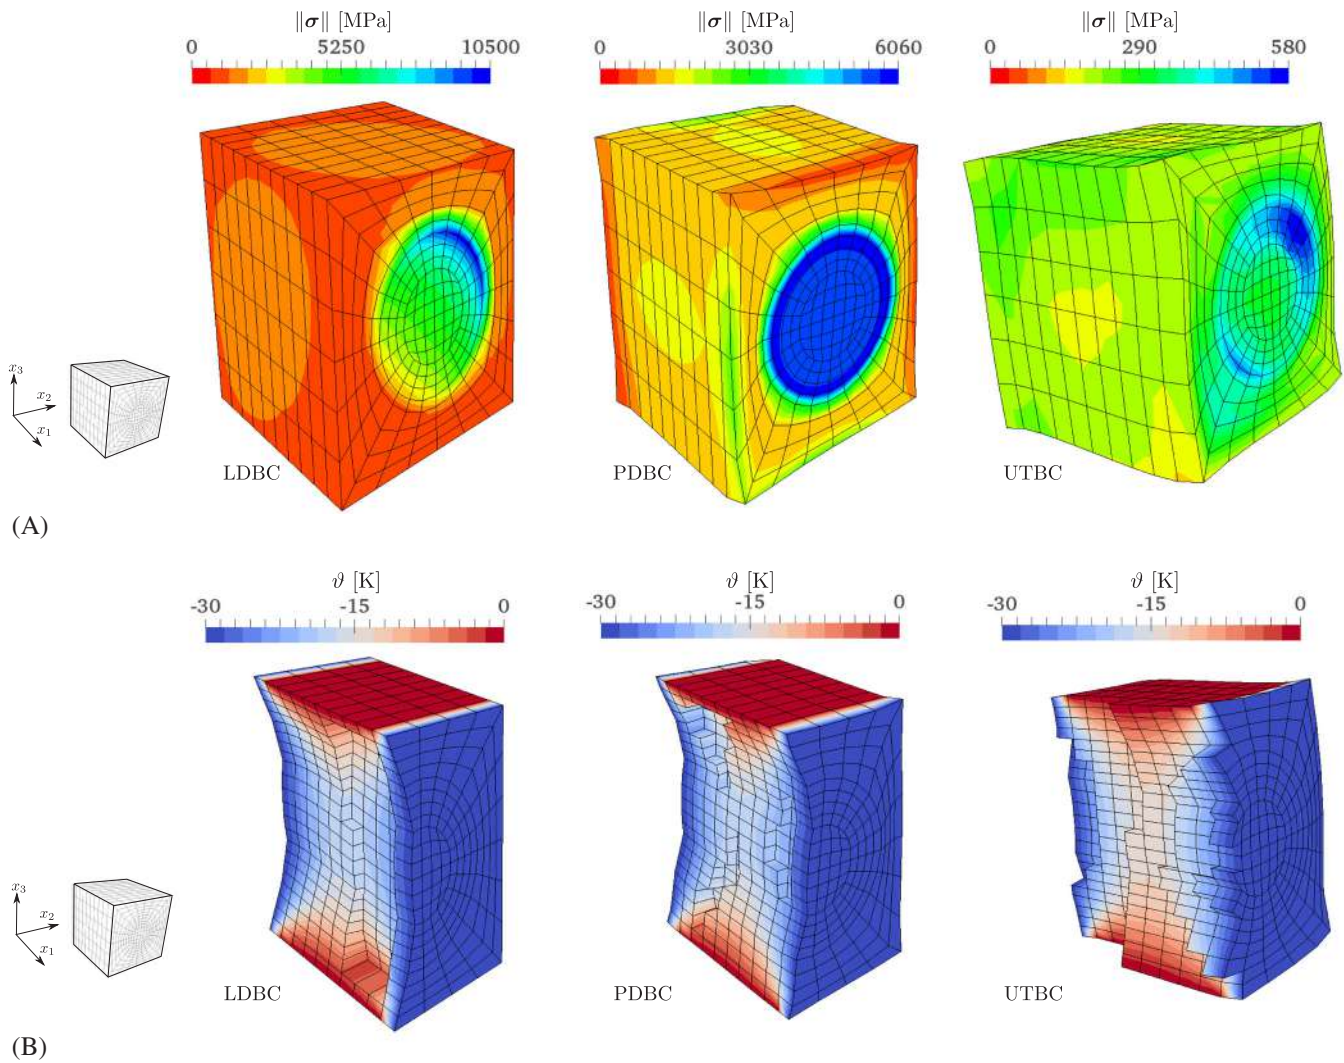 ‖σ‖ [MPa] ‖σ‖ [MPa] ‖σ‖ [MPa]
0 5250 10500 0 3030 6060 0 290 580
x₃
x₂
x₁
LDBC PDBC UTBC
(A)
ϑ [K] ϑ [K] ϑ [K]
-30 -15 0 -30 -15 0 -30 -15 0
x₃
x₂
x₁
LDBC PDBC UTBC
(B)